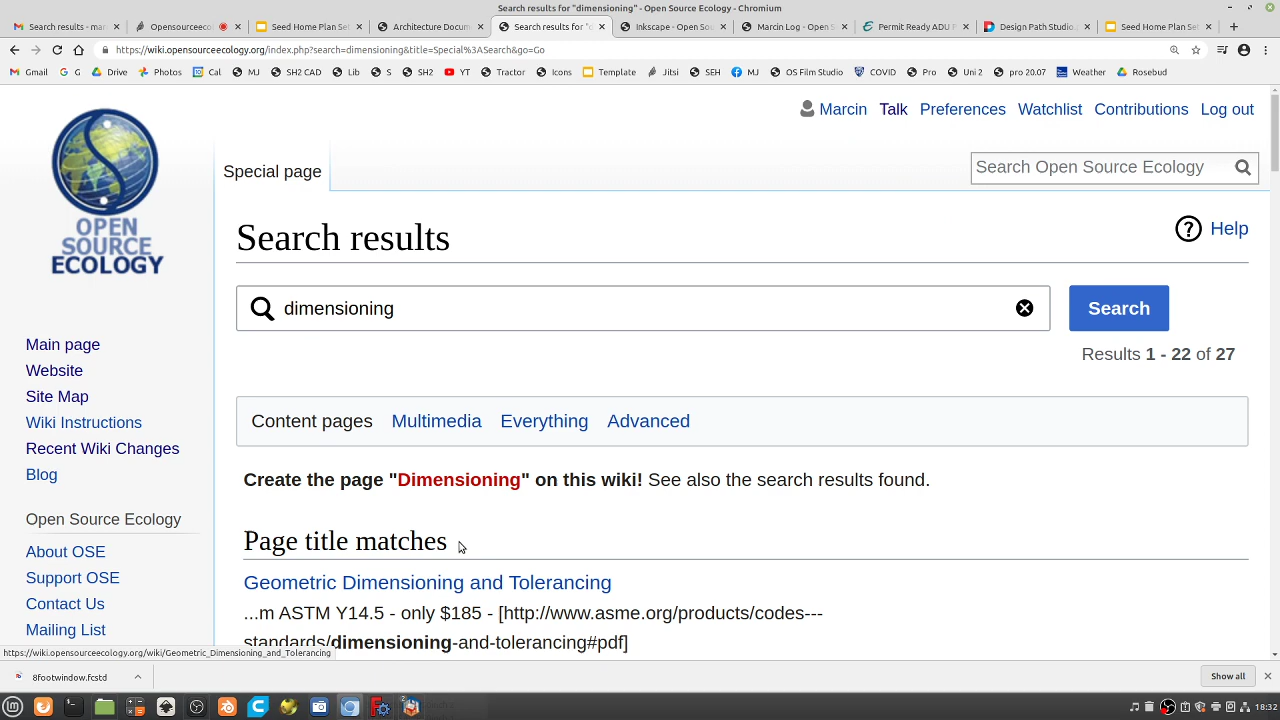 Search results for "dimensioning" - Open Source Ecology - Chromium
Search results - mar
Opensourceecolog
Seed Home Plan Set
Architecture Docum
Search results for "d
Inkscape - Open Sou
Marcin Log - Open S
Permit Ready ADU P
Design Path Studio
Seed Home Plan Set
https://wiki.opensourceecology.org/index.php?search=dimensioning&title=Special%3ASearch&go=Go
Gmail
G
Drive
Photos
Cal
MJ
SH2 CAD
Lib
S
SH2
YT
Tractor
Icons
Template
Jitsi
SEH
MJ
OS Film Studio
COVID
Pro
Uni 2
pro 20.07
Weather
Rosebud
Marcin
Talk
Preferences
Watchlist
Contributions
Log out
Special page
Search Open Source Ecology
OPEN
SOURCE
ECOLOGY
Search results
Help
dimensioning
Search
Results 1 - 22 of 27
Main page
Website
Site Map
Wiki Instructions
Recent Wiki Changes
Blog
Open Source Ecology
About OSE
Support OSE
Contact Us
Mailing List
Content pages
Multimedia
Everything
Advanced
Create the page "Dimensioning" on this wiki! See also the search results found.
Page title matches
Geometric Dimensioning and Tolerancing
...m ASTM Y14.5 - only $185 - [http://www.asme.org/products/codes---
standards/dimensioning-and-tolerancing#pdf]
https://wiki.opensourceecology.org/wiki/Geometric_Dimensioning_and_Tolerancing
8footwindow.fcstd
Show all
18:32